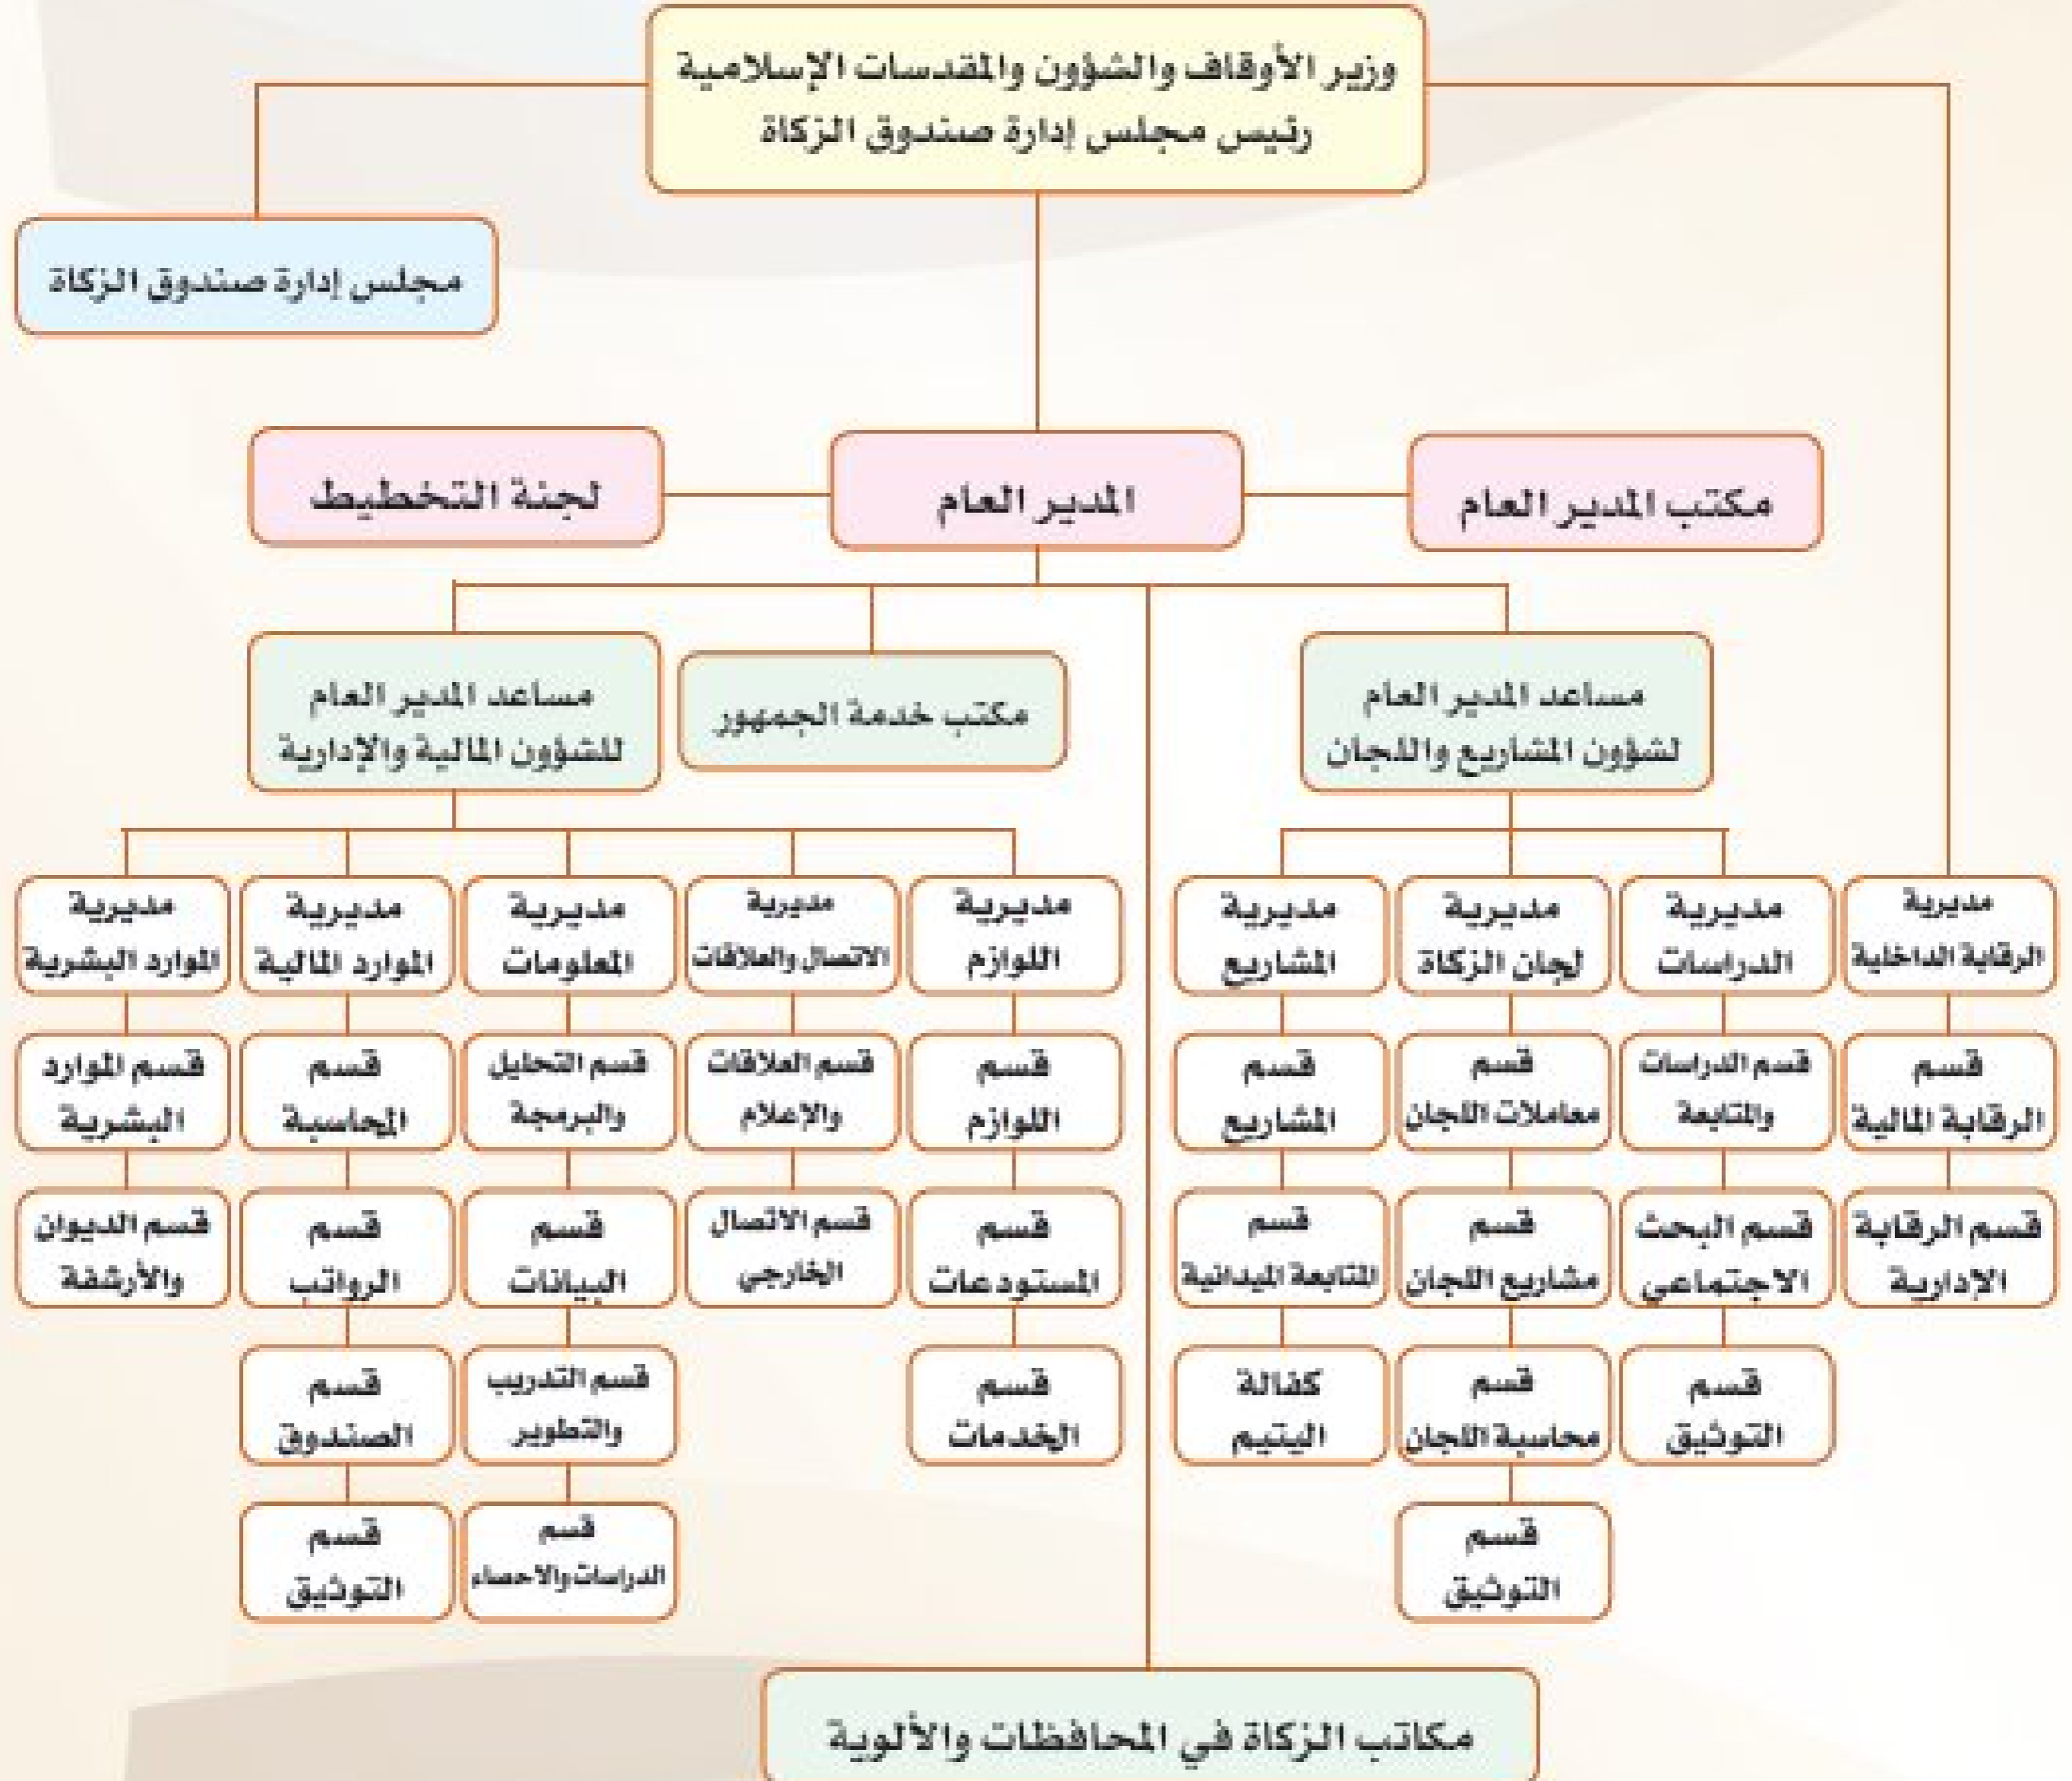 وزير الأوقاف والشؤون والمقدسات الإسلامية
رئيس مجلس إدارة صندوق الزكاة
مجلس إدارة صندوق الزكاة
مكتب المدير العام
المدير العام
لجنة التخطيط
مساعد المدير العام
لشؤون المشاريع واللجان
مكتب خدمة الجمهور
مساعد المدير العام
للشؤون المالية والإدارية
مديرية
الرقابة الداخلية
مديرية
الدراسات
مديرية
لجان الزكاة
مديرية
المشاريع
مديرية
اللوازم
مديرية
الاتصال والعلاقات
مديرية
المعلومات
مديرية
الموارد المالية
مديرية
الموارد البشرية
قسم
الرقابة المالية
قسم الدراسات
والمتابعة
قسم
معاملات اللجان
قسم
المشاريع
قسم
اللوازم
قسم العلاقات
والإعلام
قسم التحليل
والبرمجة
قسم
المحاسبة
قسم الموارد
البشرية
قسم الرقابة
الإدارية
قسم البحث
الاجتماعي
قسم
مشاريع اللجان
قسم
المتابعة الميدانية
قسم
المستودعات
قسم الاتصال
الخارجي
قسم
البيانات
قسم
الرواتب
قسم الديوان
والأرشفة
قسم
التوثيق
قسم
محاسبة اللجان
كفالة
اليتيم
قسم
الخدمات
قسم التدريب
والتطوير
قسم
الصندوق
قسم
التوثيق
قسم
الدراسات والاحصاء
قسم
التوثيق
مكاتب الزكاة في المحافظات والألوية